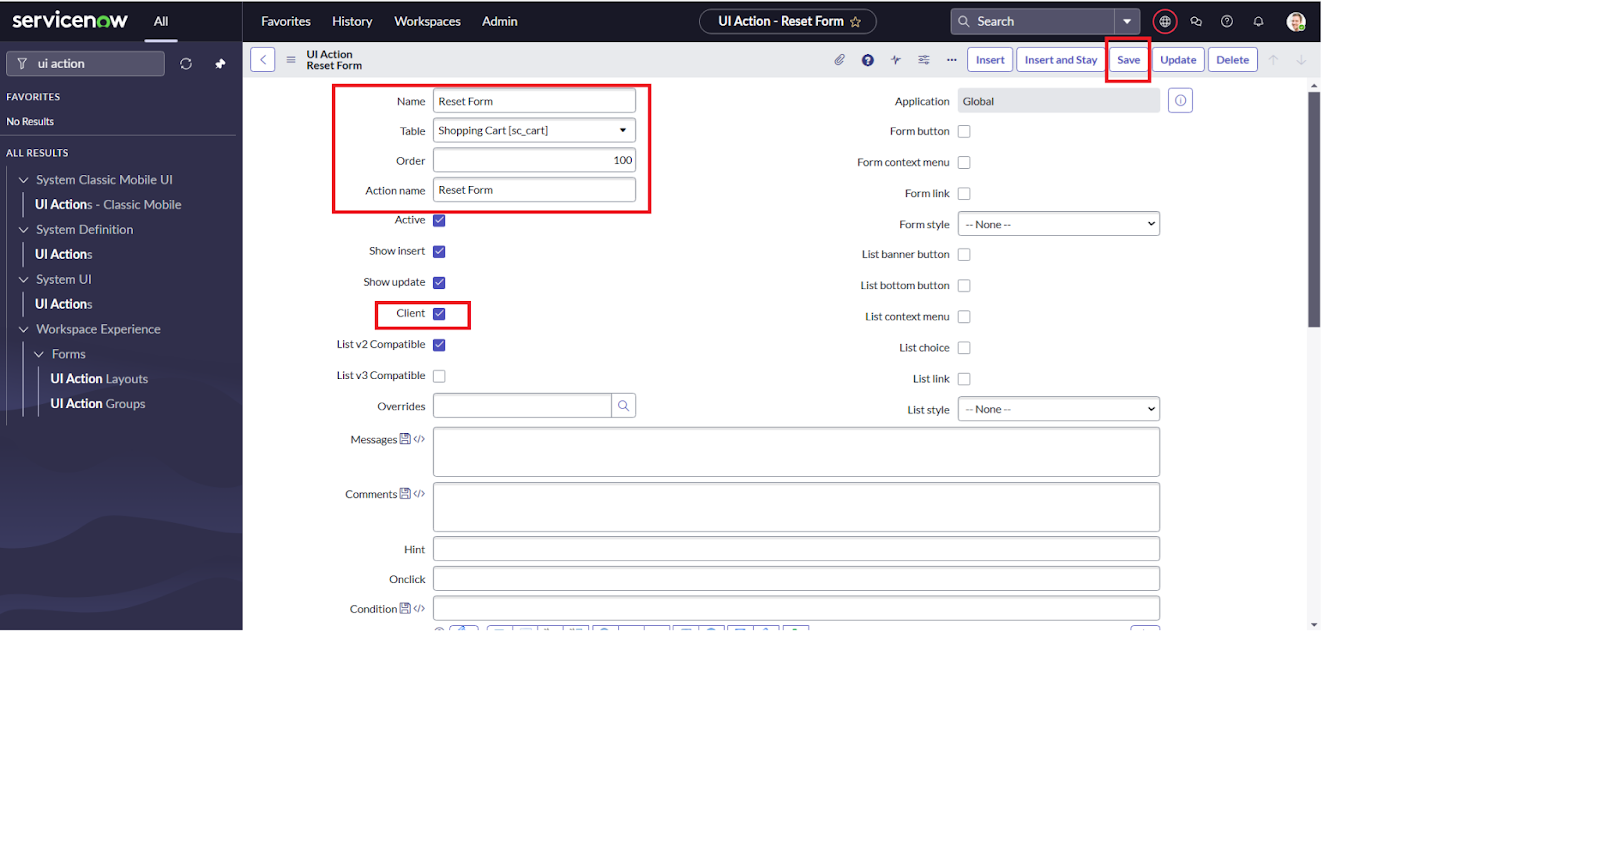 servicenow
All
Favorites
History
Workspaces
Admin
UI Action - Reset Form
Search
ui action
FAVORITES
No Results
ALL RESULTS
System Classic Mobile UI
UI Actions - Classic Mobile
System Definition
UI Actions
System UI
UI Actions
Workspace Experience
Forms
UI Action Layouts
UI Action Groups
UI Action
Reset Form
Insert
Insert and Stay
Save
Update
Delete
Name Reset Form
Table Shopping Cart [sc_cart]
Order 100
Action name Reset Form
Active
Show insert
Show update
Client
List v2 Compatible
List v3 Compatible
Overrides
Application Global
Form button
Form context menu
Form link
Form style -- None --
List banner button
List bottom button
List context menu
List choice
List link
List style -- None --
Messages
Comments
Hint
Onclick
Condition